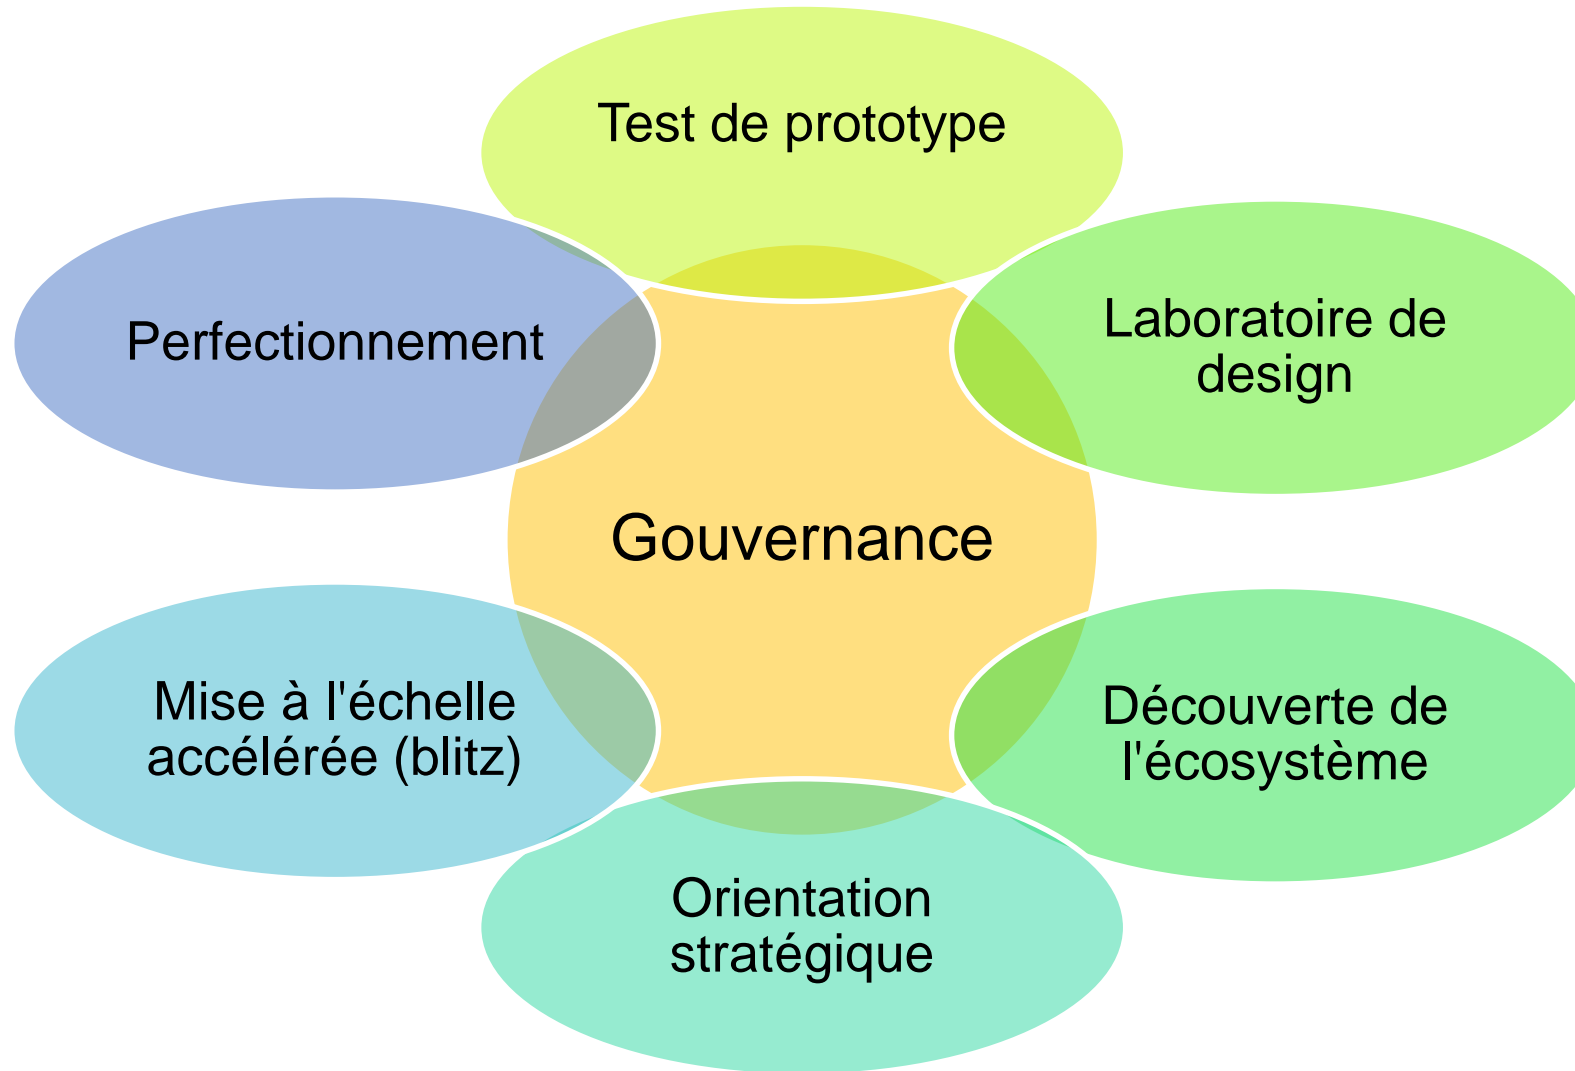 Test de prototype
Laboratoire de
design
Perfectionnement
Gouvernance
Mise à l'échelle
accélérée (blitz)
Découverte de
l'écosystème
Orientation
stratégique